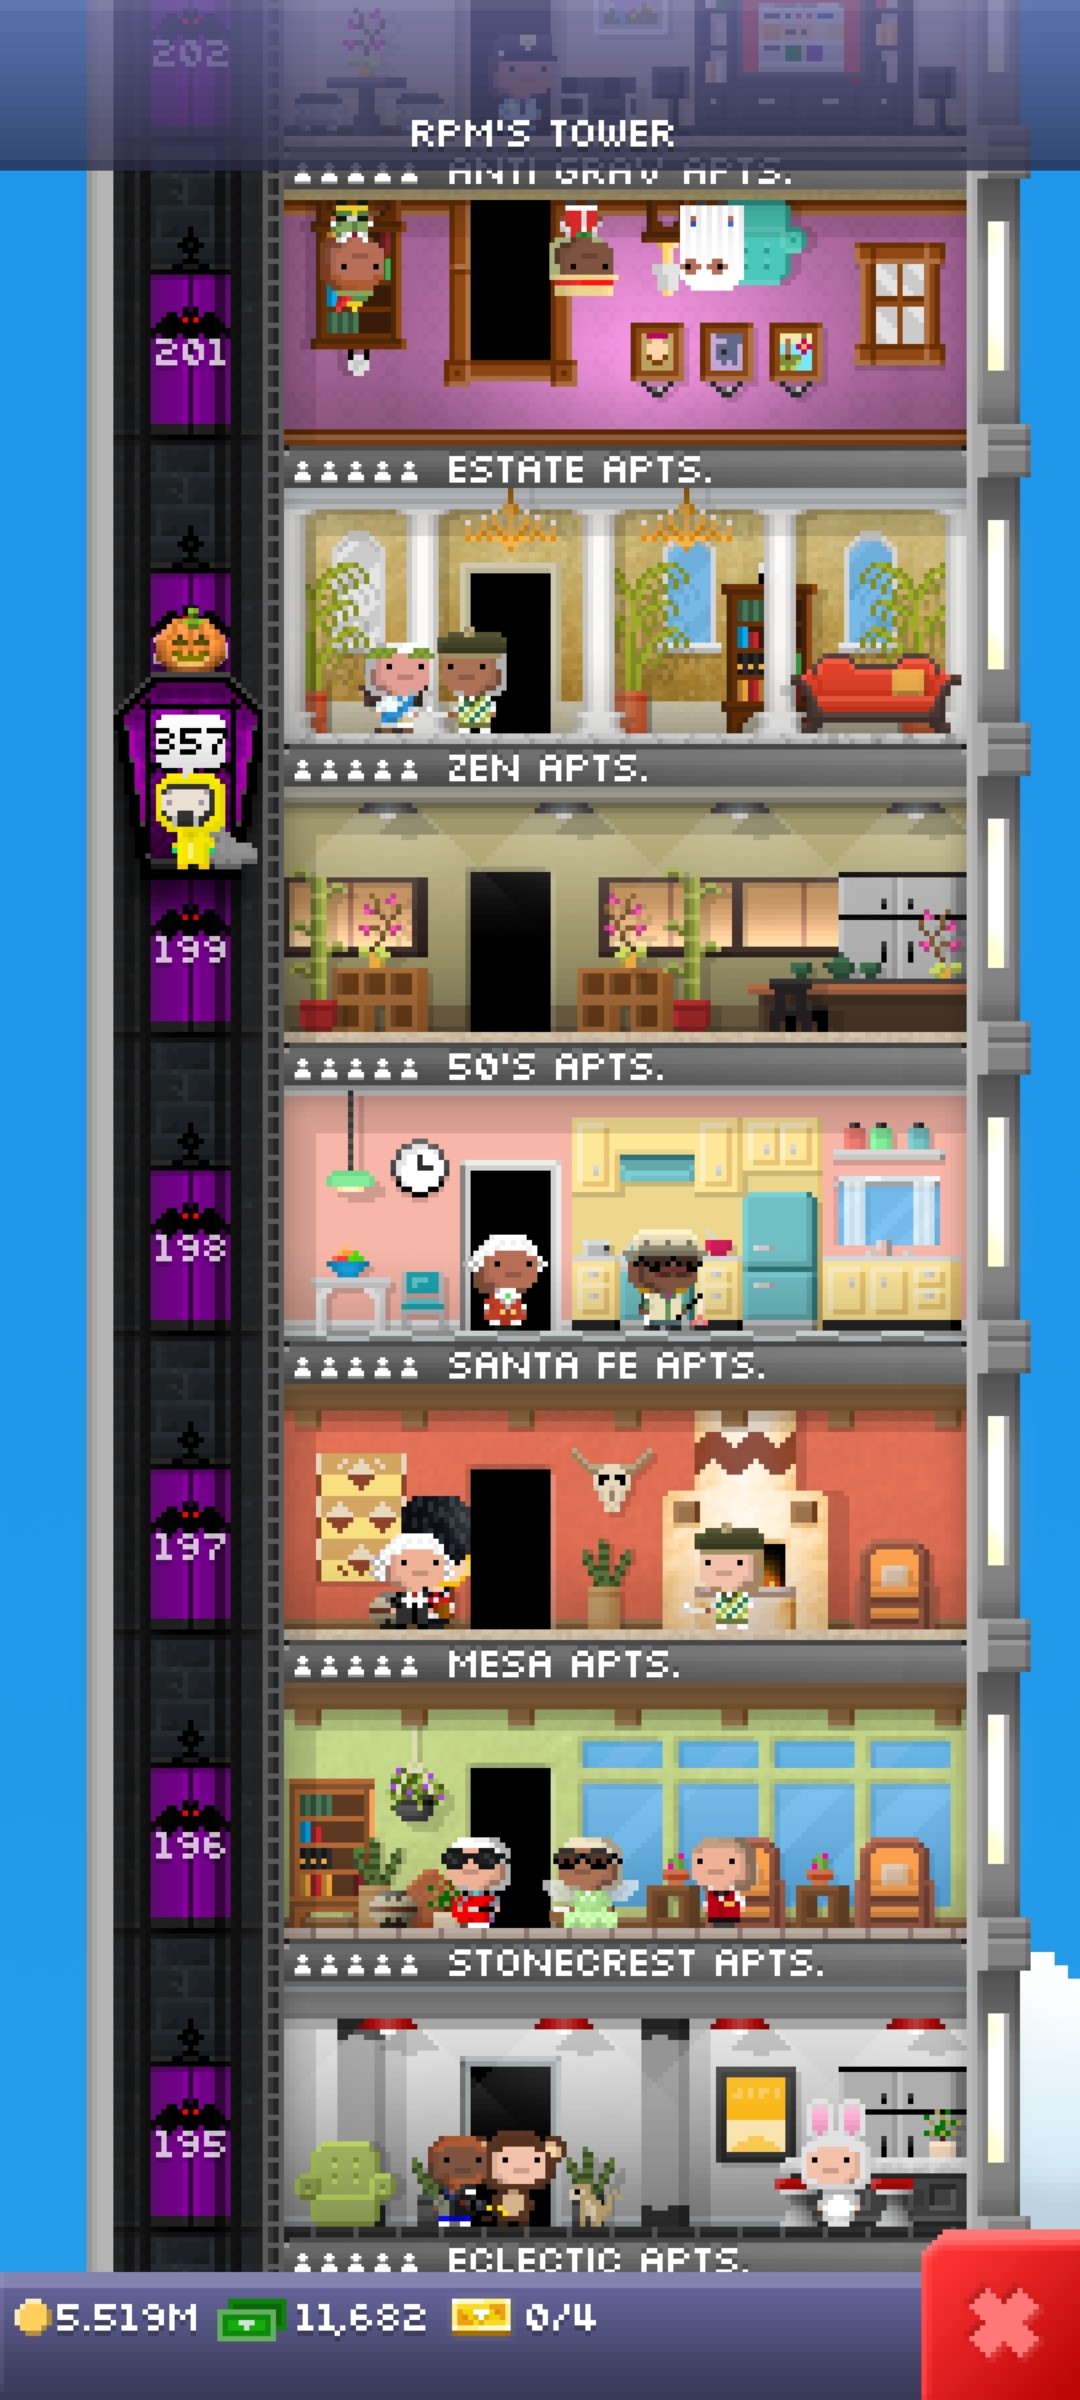 202
RPM'S TOWER
ANTI GRAV APTS.
201
ESTATE APTS.
357
ZEN APTS.
199
50'S APTS.
198
SANTA FE APTS.
197
MESA APTS.
196
STONECREST APTS.
195
ECLECTIC APTS.
5.519M 11,682 0/4